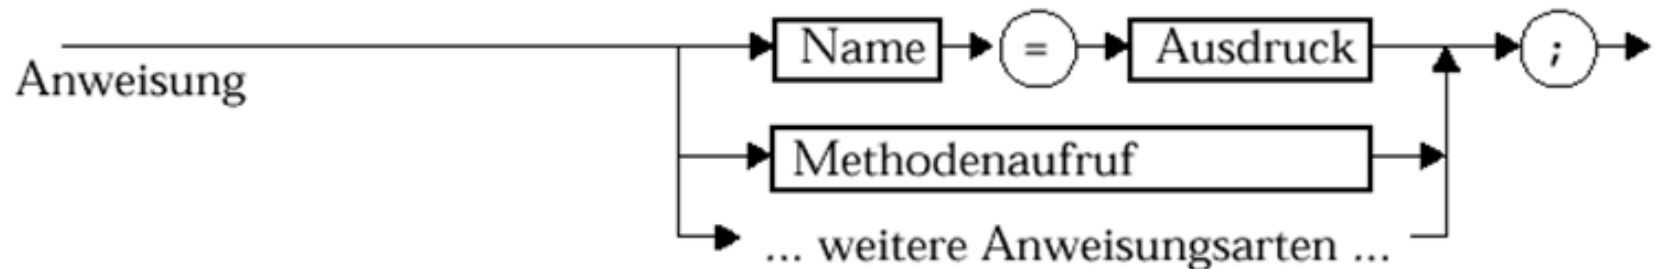 Name = Ausdruck ;
Anweisung
Methodenaufruf
... weitere Anweisungsarten ...